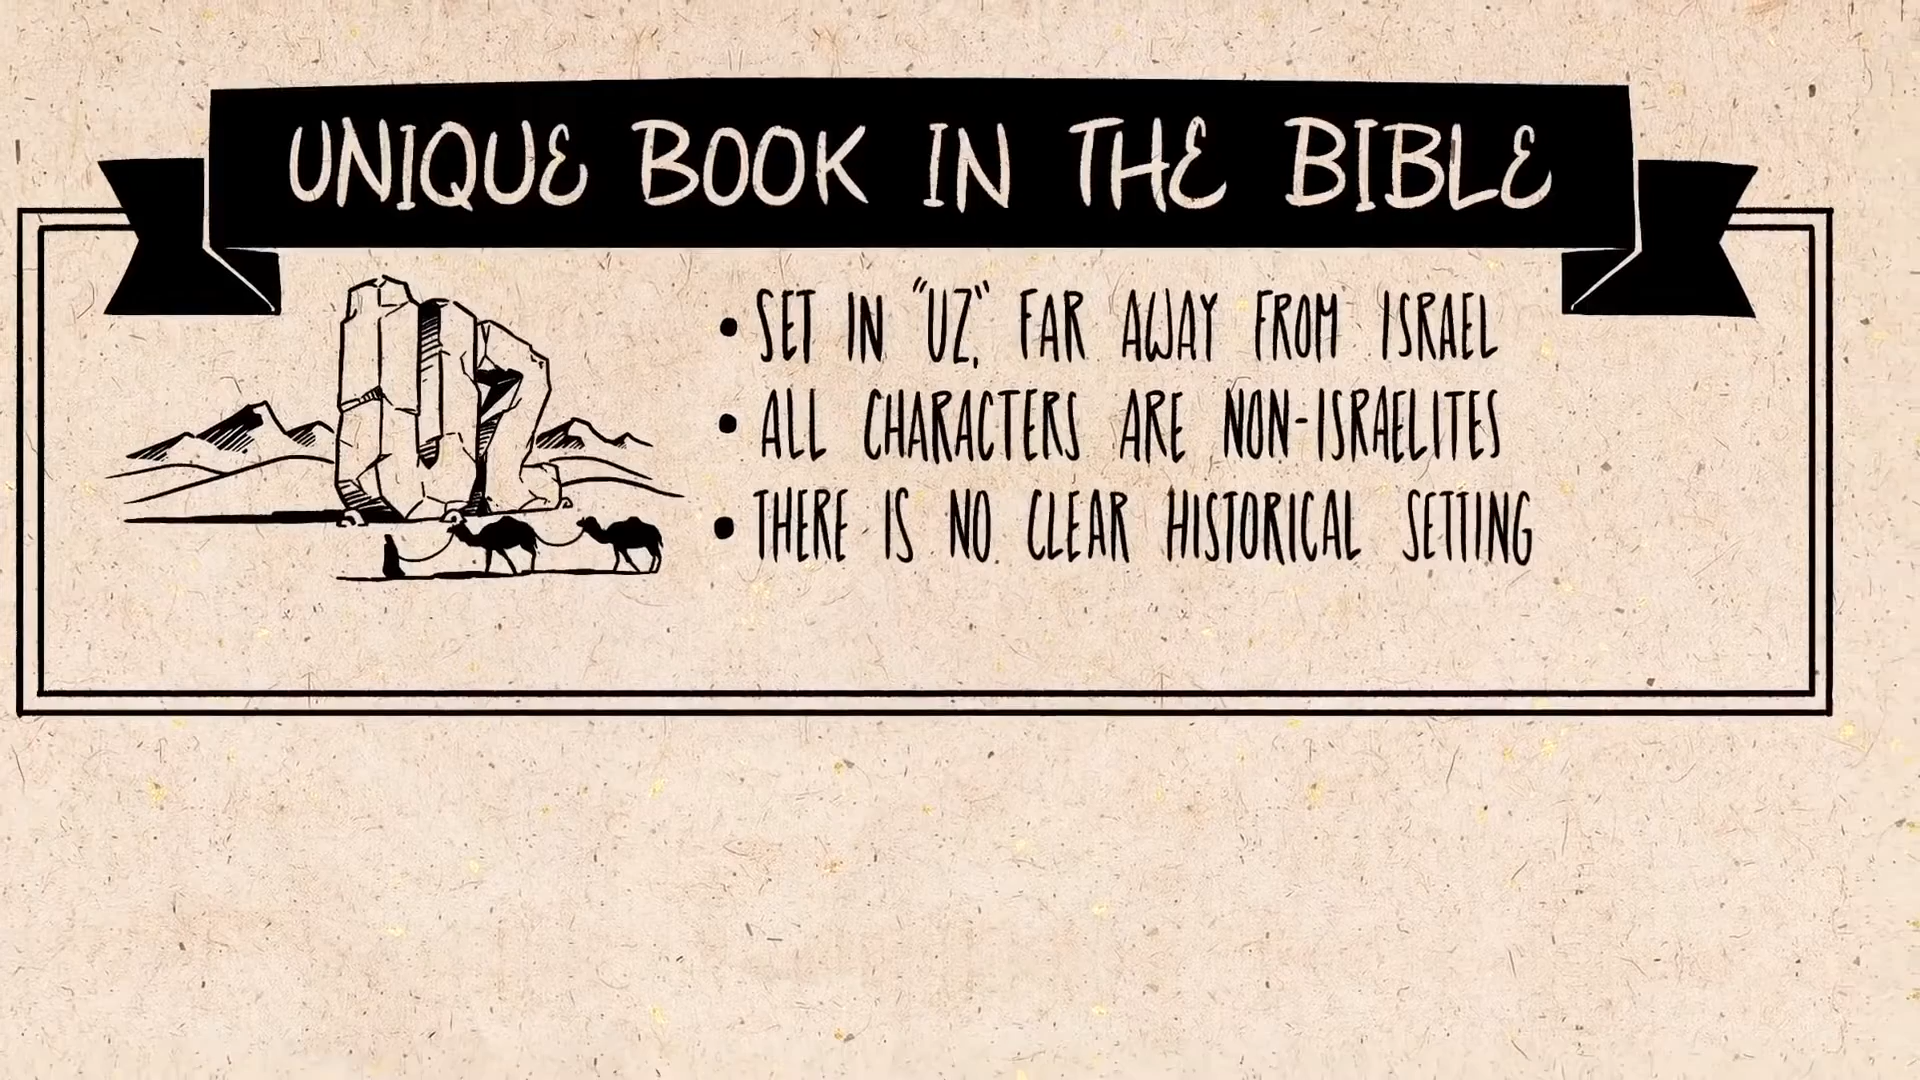 UNIQUE BOOK IN THE BIBLE
UZ
• SET IN "UZ," FAR AWAY FROM ISRAEL
• ALL CHARACTERS ARE NON-ISRAELITES
• THERE IS NO CLEAR HISTORICAL SETTING